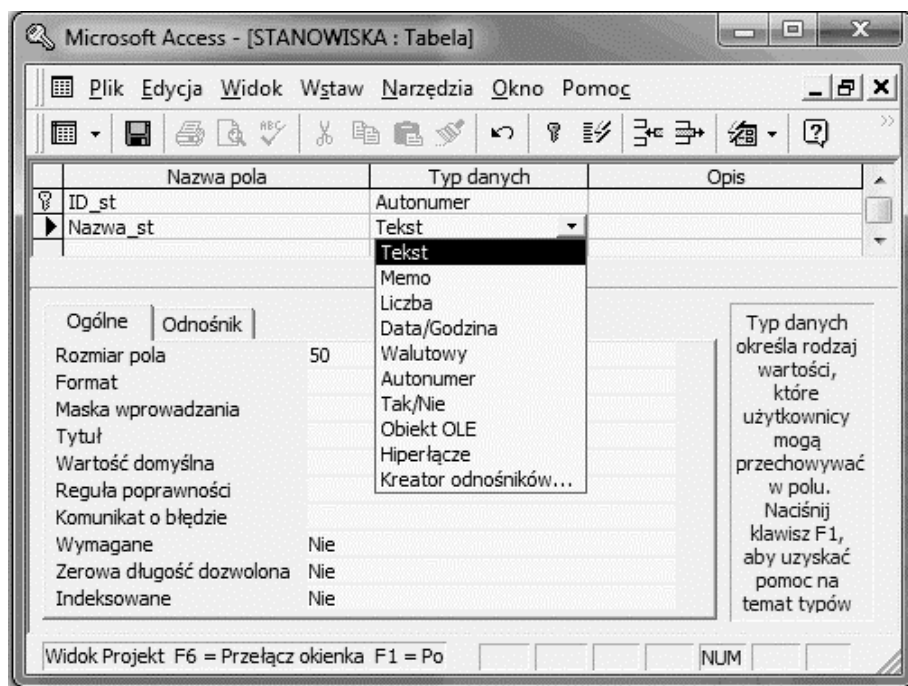 Microsoft Access - [STANOWISKA : Tabela]
Plik Edycja Widok Wstaw Narzędzia Okno Pomoc
ABC
Nazwa pola Typ danych Opis
ID_st Autonumer
Nazwa_st Tekst
Tekst
Memo
Liczba
Data/Godzina
Walutowy
Autonumer
Tak/Nie
Obiekt OLE
Hiperłącze
Kreator odnośników...
Ogólne Odnośnik
Rozmiar pola 50
Format
Maska wprowadzania
Tytuł
Wartość domyślna
Reguła poprawności
Komunikat o błędzie
Wymagane Nie
Zerowa długość dozwolona Nie
Indeksowane Nie
Typ danych
określa rodzaj
wartości,
które
użytkownicy
mogą
przechowywać
w polu.
Naciśnij
klawisz F1,
aby uzyskać
pomoc na
temat typów
Widok Projekt F6 = Przełącz okienka F1 = Po NUM